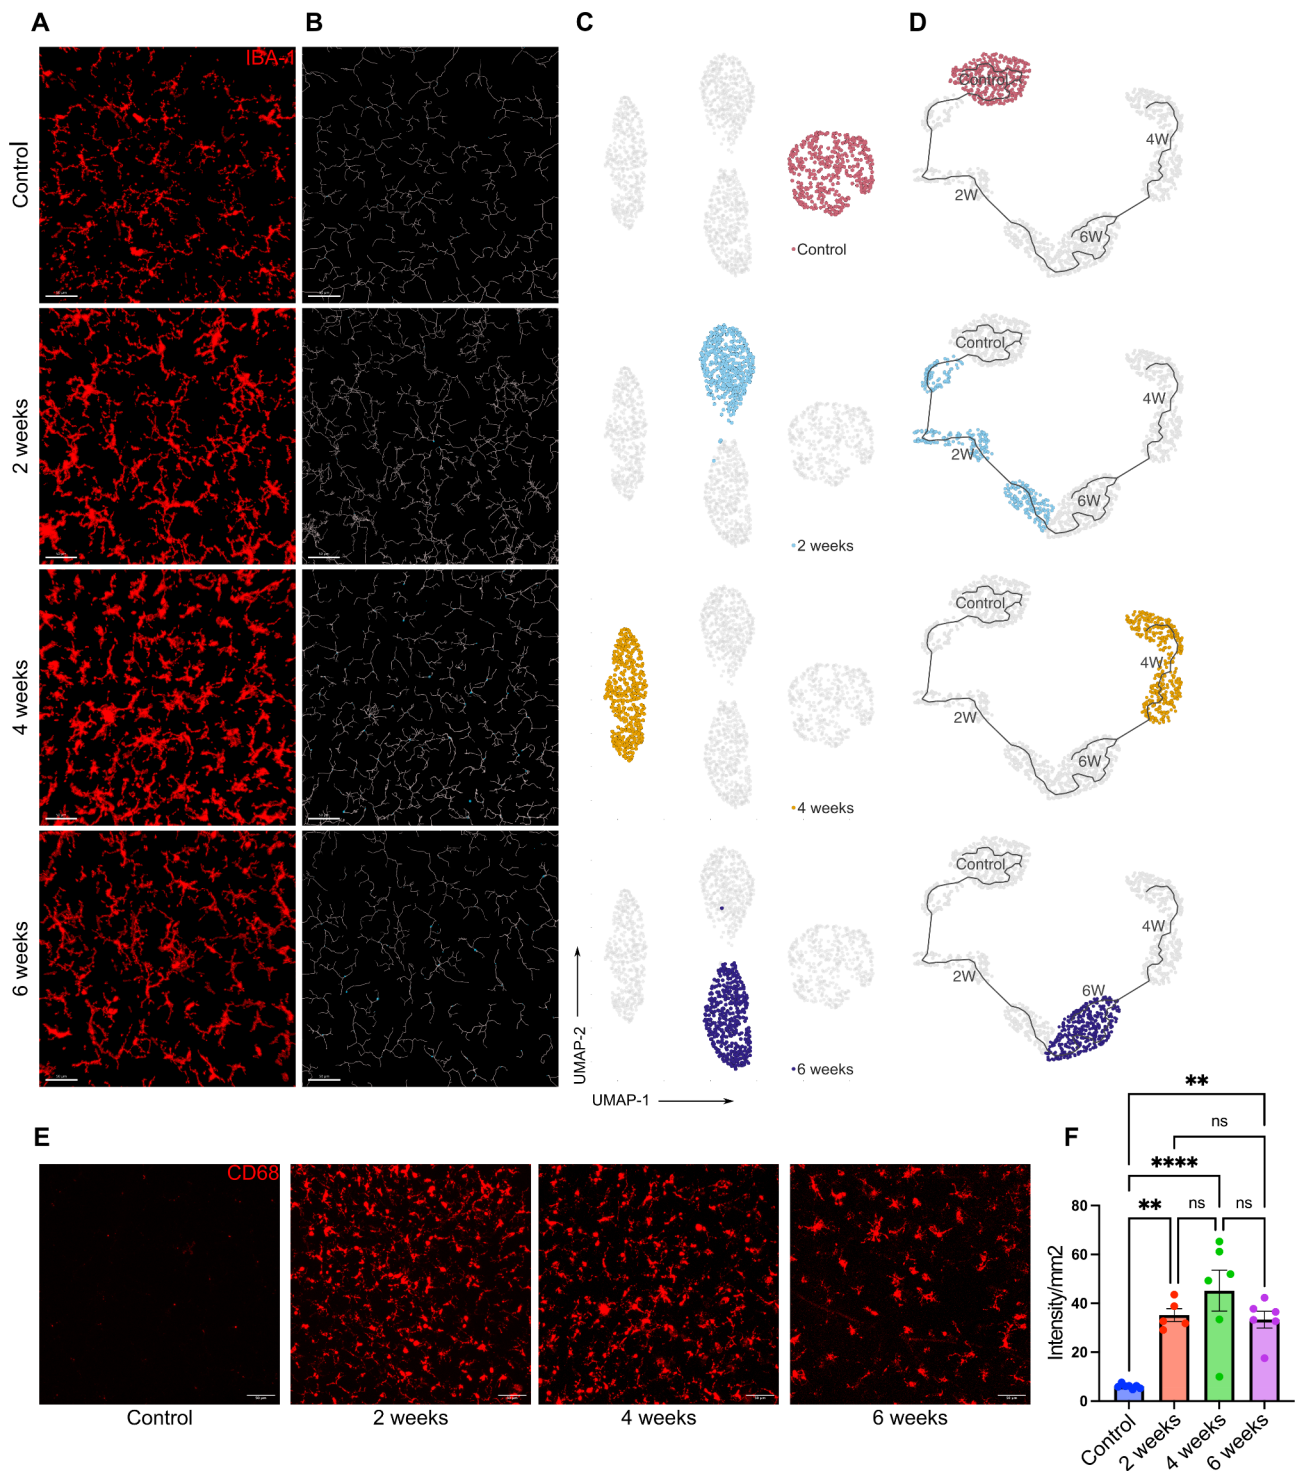 A
B
C
D
IBA-1
Control
2 weeks
4 weeks
6 weeks
Control
2 weeks
4 weeks
6 weeks
UMAP-2
UMAP-1
Control
2W
4W
6W
Control
2W
4W
6W
Control
2W
4W
6W
Control
2W
4W
6W
E
CD68
Control
2 weeks
4 weeks
6 weeks
F
**
ns
****
**
ns
ns
Intensity/mm2
80
60
40
20
0
Control
2 weeks
4 weeks
6 weeks